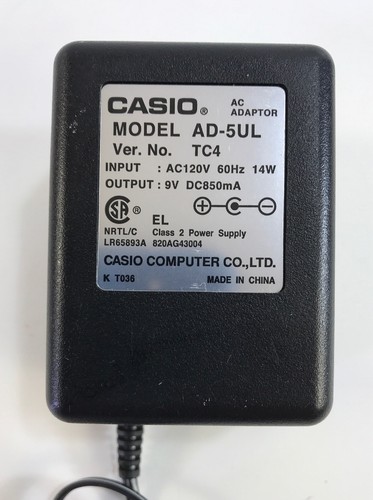 CASIO® AC ADAPTOR
MODEL AD-5UL
Ver. No. TC4
INPUT : AC120V 60Hz 14W
OUTPUT : 9V DC850mA
EL
NRTL/C Class 2 Power Supply
LR65893A 820AG43004
CASIO COMPUTER CO.,LTD.
K T036 MADE IN CHINA